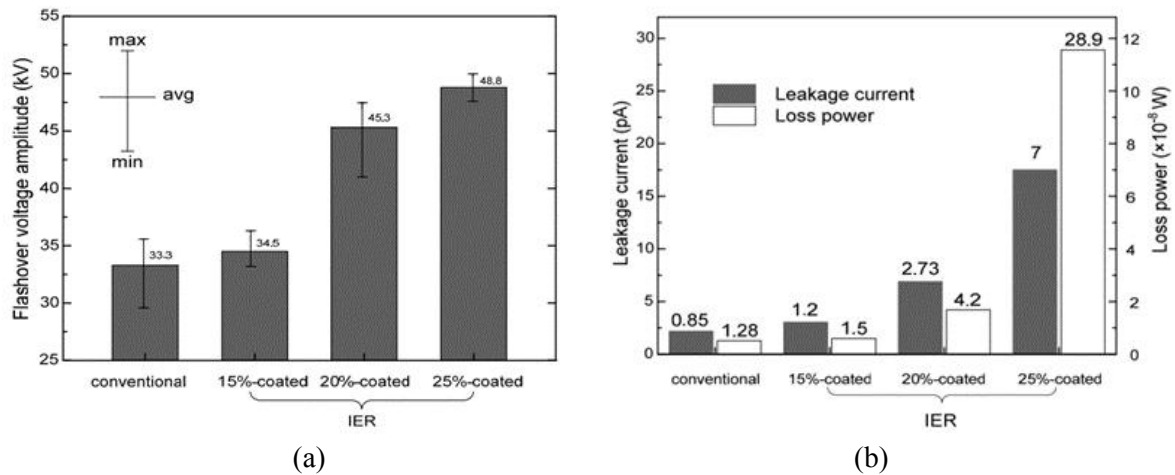 Flashover voltage amplitude (kV)
55
50
45
40
35
30
25
max
avg
min
33.3
34.5
45.3
48.8
conventional
15%-coated
20%-coated
25%-coated
IER
(a)
Leakage current (pA)
30
25
20
15
10
5
0
Leakage current
Loss power
0.85
1.28
1.2
1.5
2.73
4.2
7
28.9
12
10
8
6
4
2
0
Loss power (×10⁻⁸ W)
conventional
15%-coated
20%-coated
25%-coated
IER
(b)